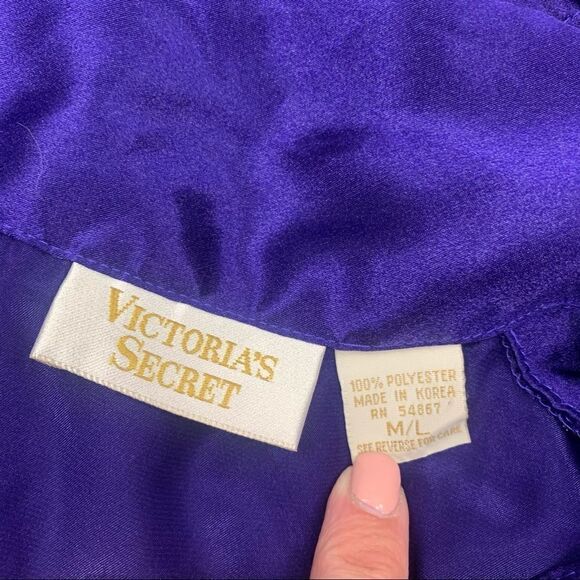 VICTORIA'S
SECRET
100% POLYESTER
MADE IN KOREA
RN 54867
M/L
SEE REVERSE FOR CARE